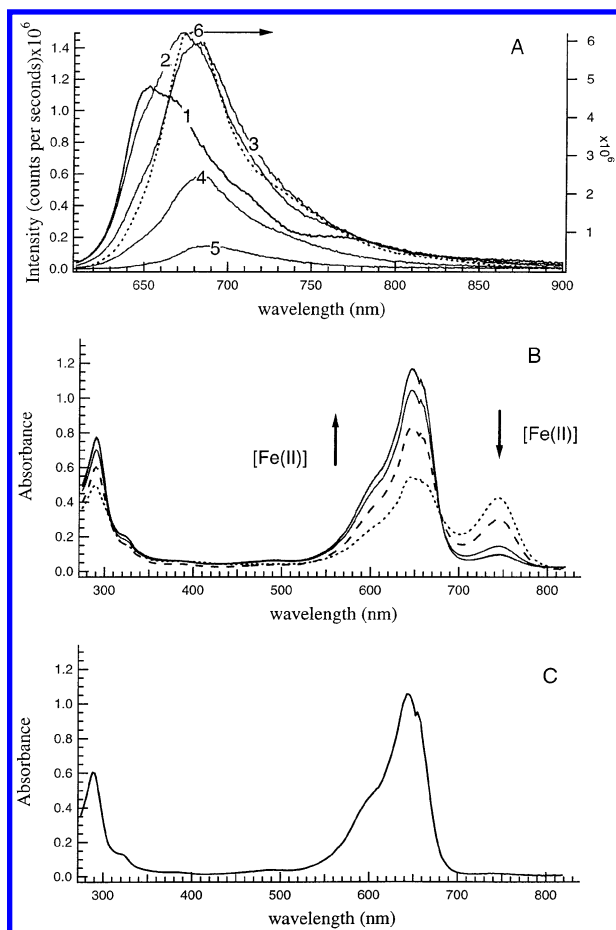 A
Intensity (counts per seconds)x10⁶
1.4
1.2
1.0
0.8
0.6
0.4
0.2
0.0
1
2
3
4
5
6
6
5
4
3
2
1
x10⁶
650 700 750 800 850 900
wavelength (nm)
B
Absorbance
1.2
1.0
0.8
0.6
0.4
0.2
0.0
[Fe(II)]
[Fe(II)]
300 400 500 600 700 800
wavelength (nm)
C
Absorbance
1.2
1.0
0.8
0.6
0.4
0.2
0.0
300 400 500 600 700 800
wavelength (nm)